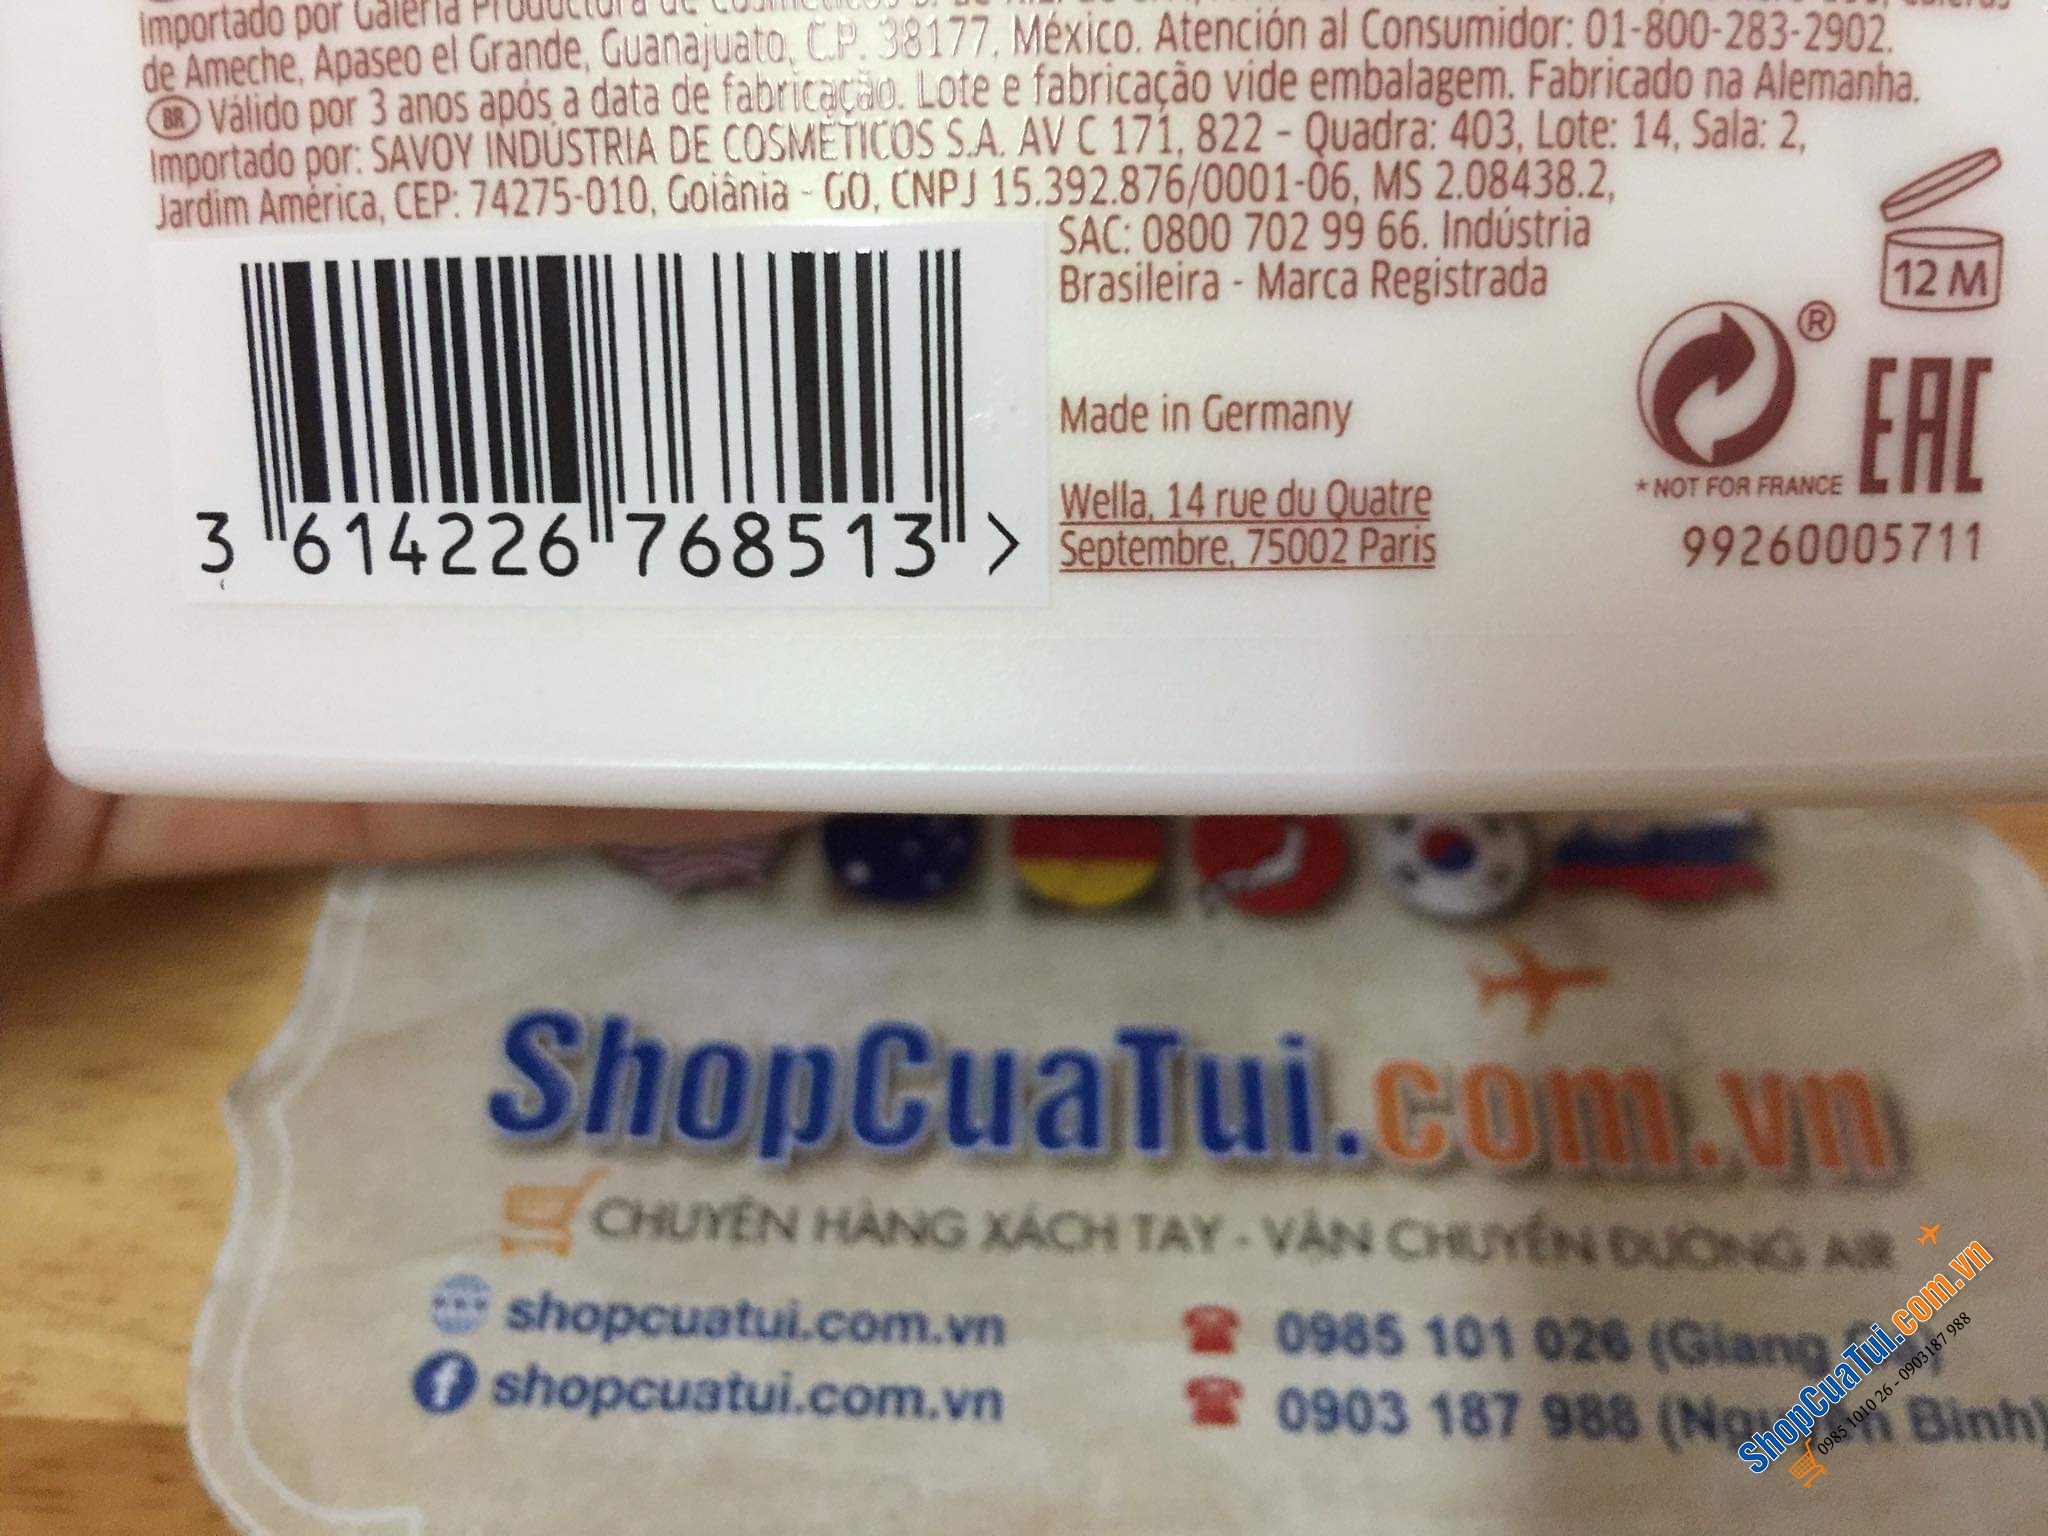 Importado por Galería Productora de Cosméticos
de Ameche, Apaseo el Grande, Guanajuato, C.P. 38177, México. Atención al Consumidor: 01-800-283-2902.
BR Válido por 3 anos após a data de fabricação. Lote e fabricação vide embalagem. Fabricado na Alemanha.
Importado por: SAVOY INDÚSTRIA DE COSMÉTICOS S.A. AV C 171, 822 - Quadra: 403, Lote: 14, Sala: 2,
Jardim América, CEP: 74275-010, Goiânia - GO, CNPJ 15.392.876/0001-06, MS 2.08438.2,
SAC: 0800 702 99 66. Indústria
Brasileira - Marca Registrada
12 M
®
Made in Germany
EAC
* NOT FOR FRANCE
Wella, 14 rue du Quatre
Septembre, 75002 Paris
99260005711
3 614226 768513 >
ShopCuaTui.com.vn
CHUYÊN HÀNG XÁCH TAY - VẬN CHUYỂN ĐƯỜNG AIR
shopcuatui.com.vn
0985 101 026 (Giang
shopcuatui.com.vn
0903 187 988 Bình)
ShopCuaTui.com.vn
0985 1010 26 - 0903187 988